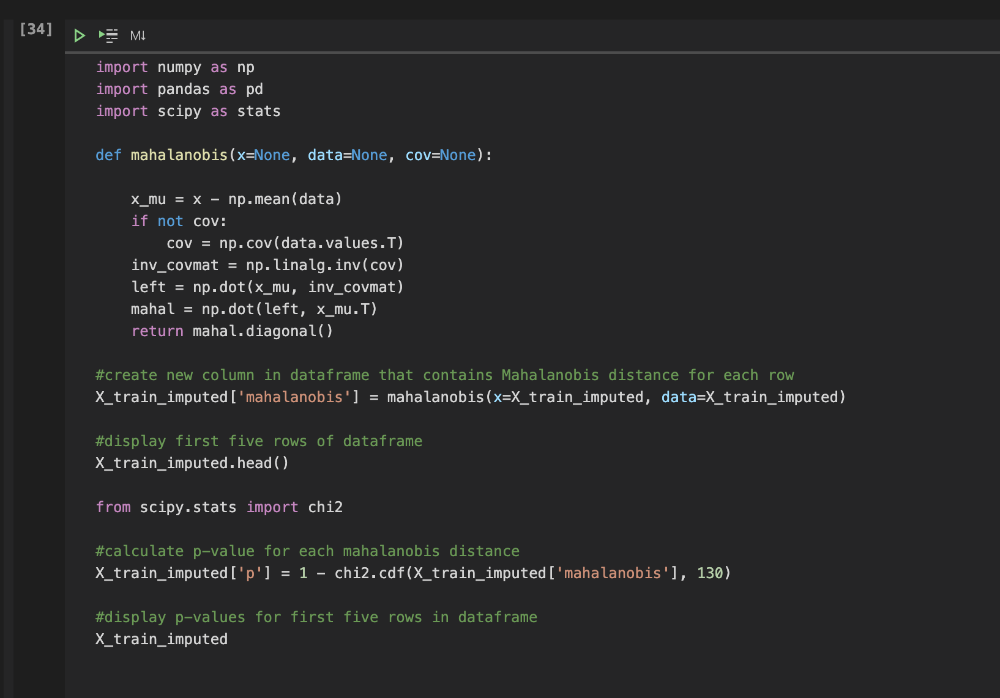 [34]
M↓
import numpy as np
import pandas as pd
import scipy as stats
def mahalanobis(x=None, data=None, cov=None):
x_mu = x - np.mean(data)
if not cov:
cov = np.cov(data.values.T)
inv_covmat = np.linalg.inv(cov)
left = np.dot(x_mu, inv_covmat)
mahal = np.dot(left, x_mu.T)
return mahal.diagonal()
#create new column in dataframe that contains Mahalanobis distance for each row
X_train_imputed['mahalanobis'] = mahalanobis(x=X_train_imputed, data=X_train_imputed)
#display first five rows of dataframe
X_train_imputed.head()
from scipy.stats import chi2
#calculate p-value for each mahalanobis distance
X_train_imputed['p'] = 1 - chi2.cdf(X_train_imputed['mahalanobis'], 130)
#display p-values for first five rows in dataframe
X_train_imputed